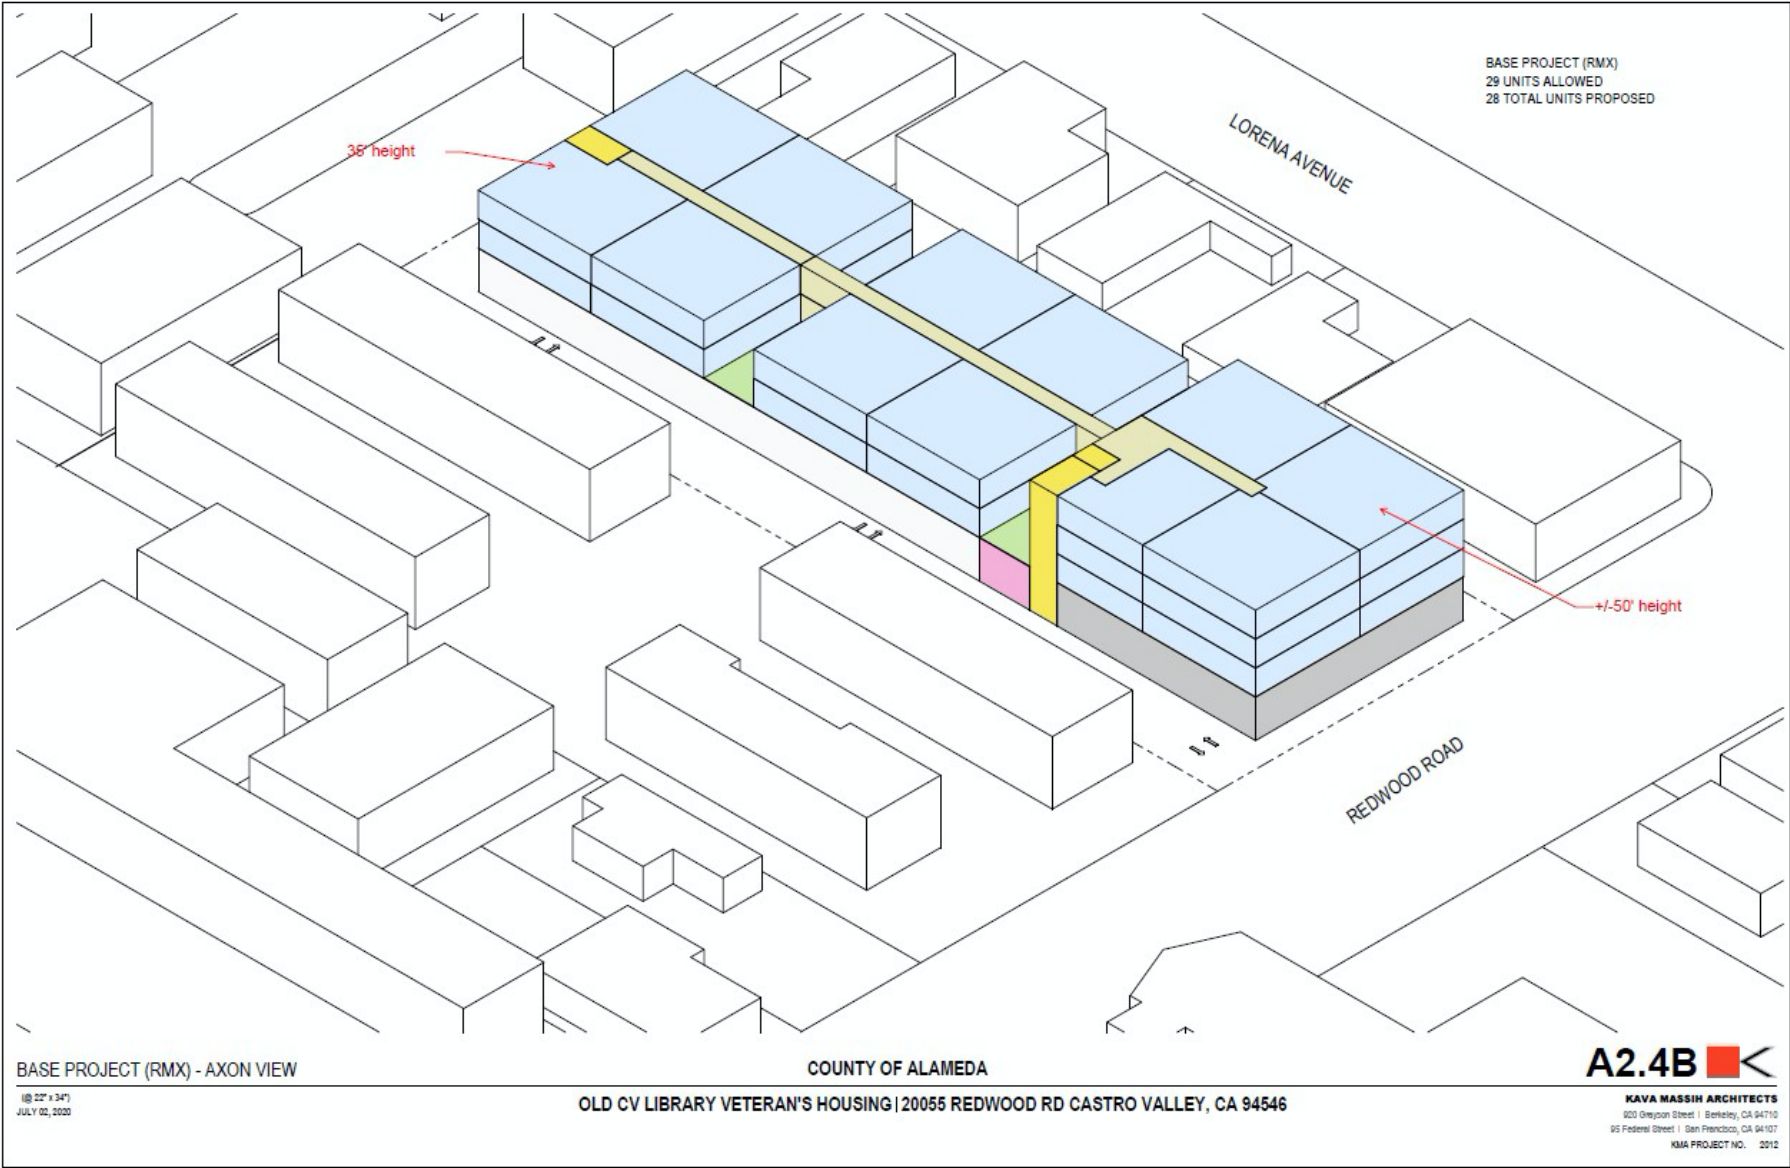 BASE PROJECT (RMX)
29 UNITS ALLOWED
28 TOTAL UNITS PROPOSED
LORENA AVENUE
35' height
+/-50' height
REDWOOD ROAD
BASE PROJECT (RMX) - AXON VIEW
(@ 22" x 34")
JULY 02, 2020
COUNTY OF ALAMEDA
OLD CV LIBRARY VETERAN'S HOUSING | 20055 REDWOOD RD CASTRO VALLEY, CA 94546
A2.4B
KAVA MASSIH ARCHITECTS
920 Grayson Street | Berkeley, CA 94710
95 Federal Street | San Francisco, CA 94107
KMA PROJECT NO. 2012